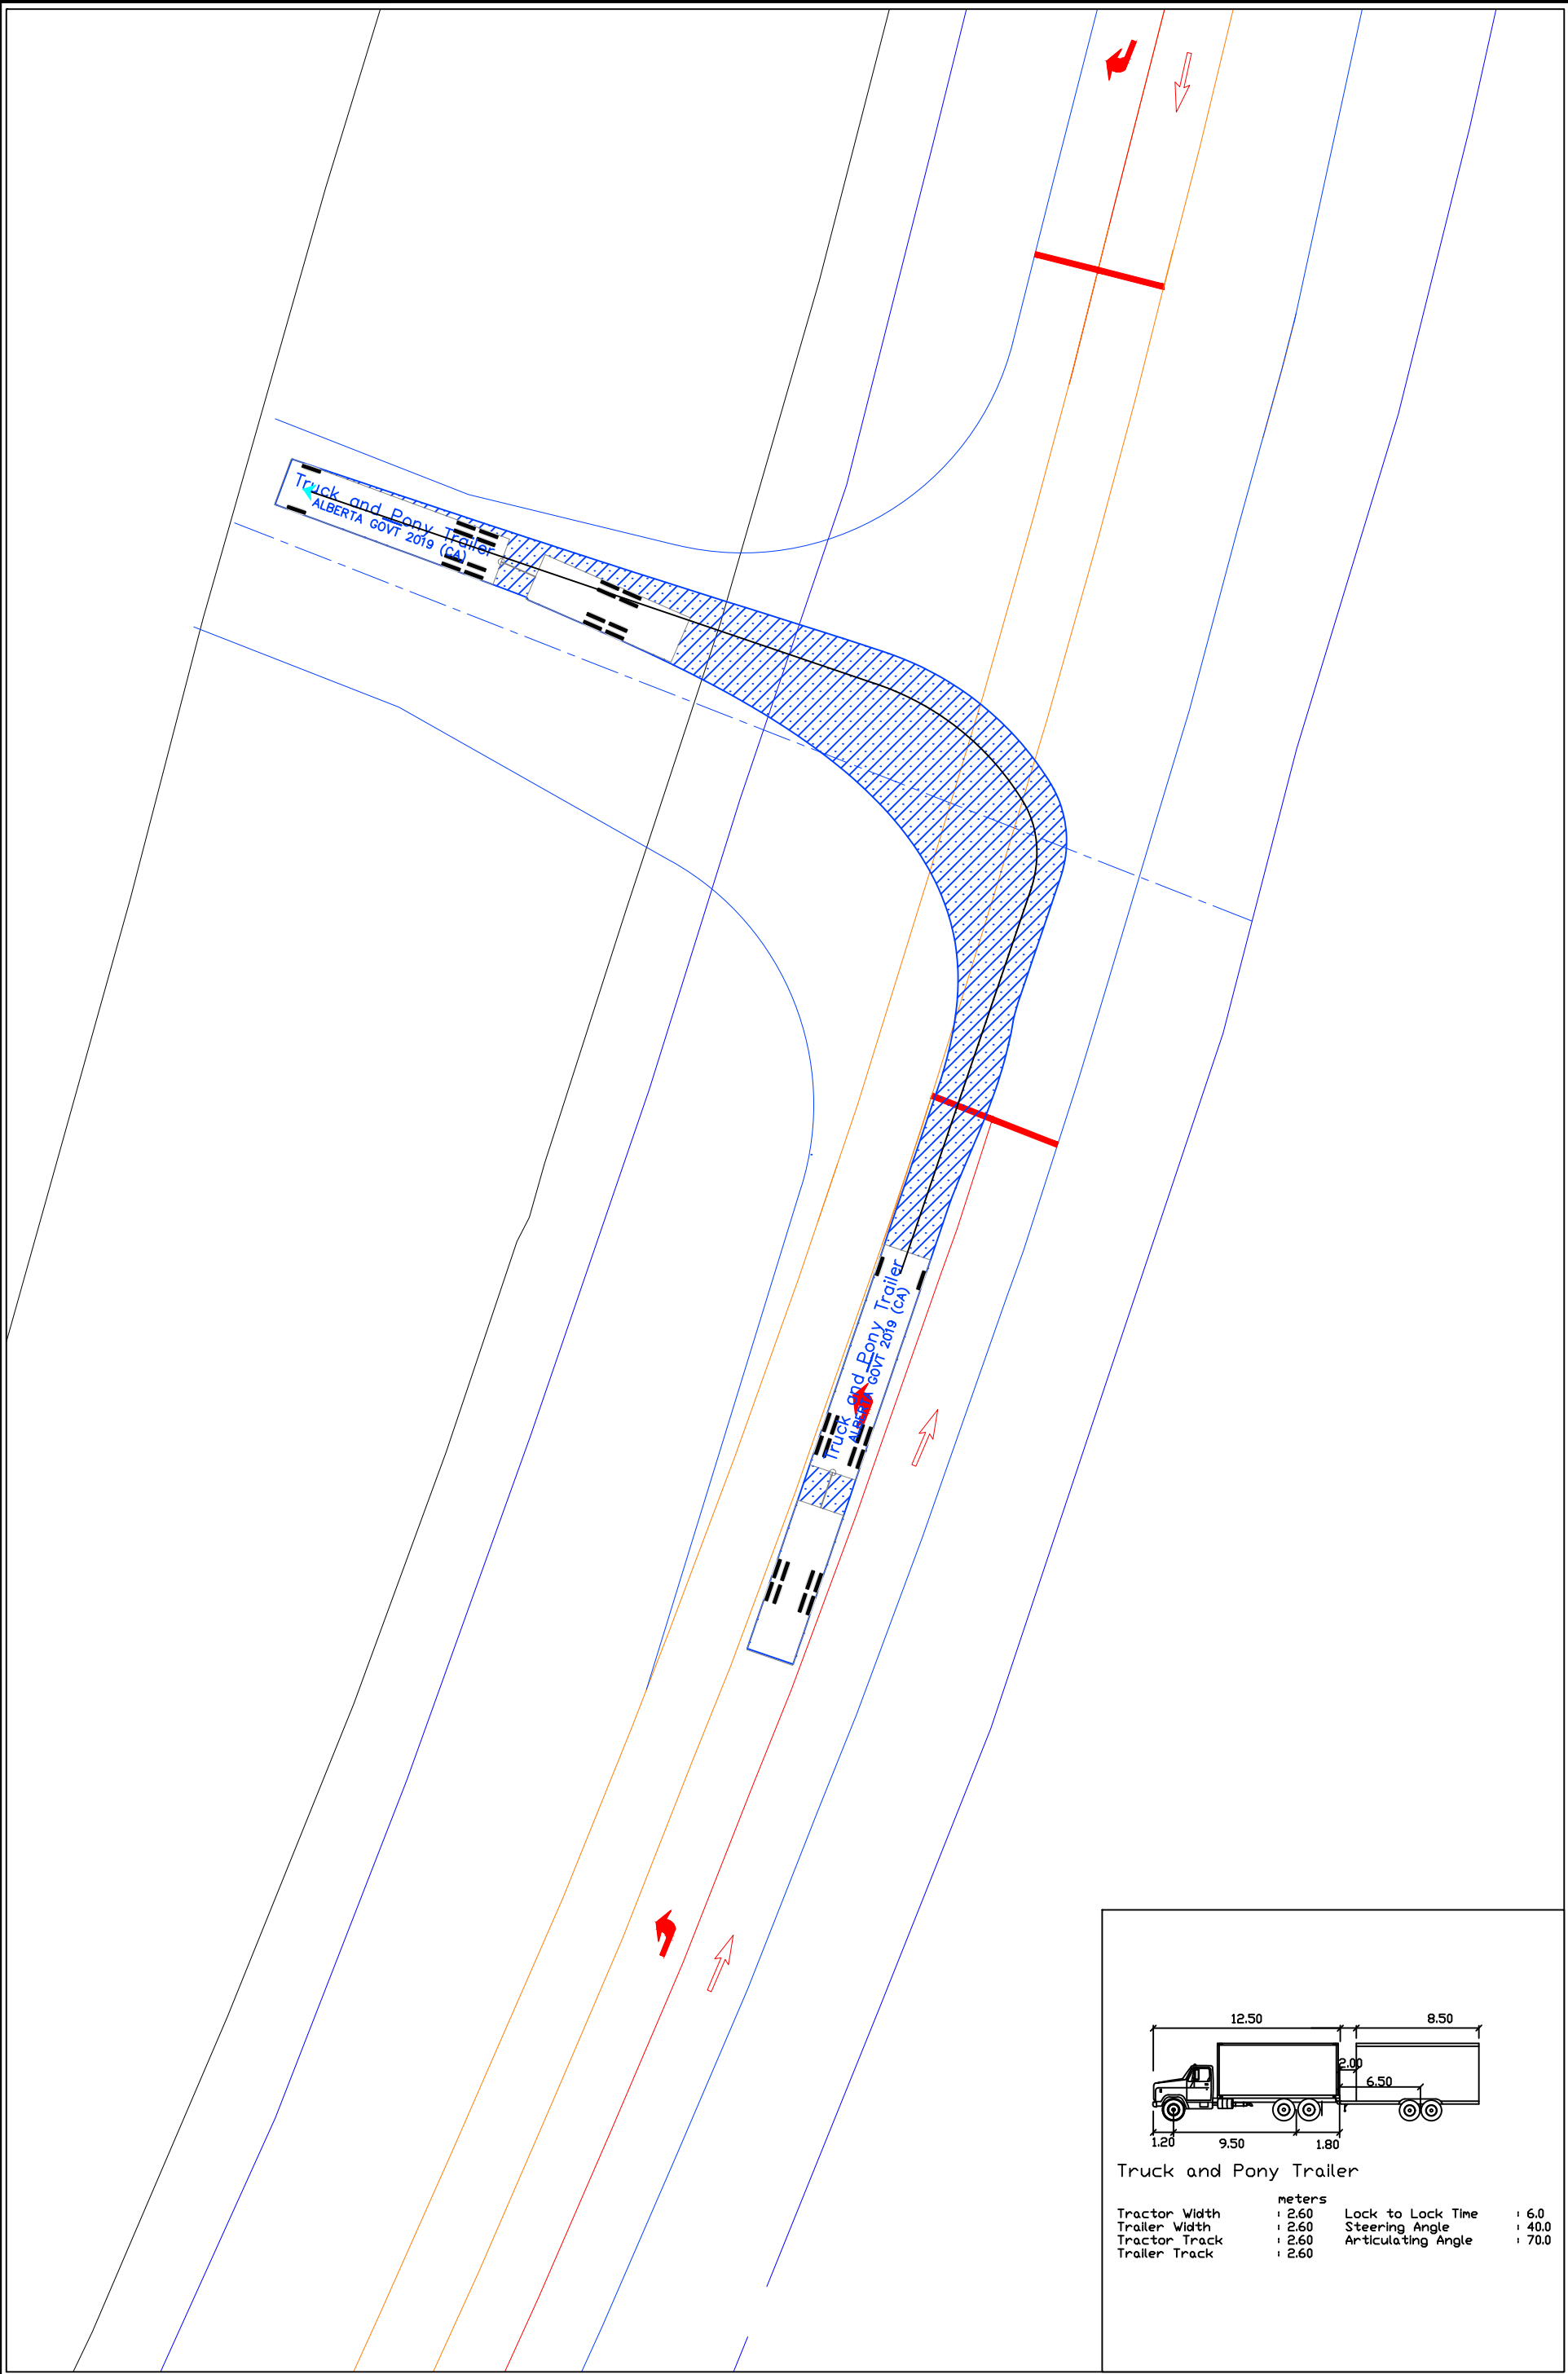 Truck and Pony Trailer
ALBERTA GOVT 2019 (CA)
Truck and Pony Trailer
ALBERTA GOVT 2019 (CA)
12.50 8.50
2.00
6.50
1.20 9.50 1.80
Truck and Pony Trailer
meters
Tractor Width : 2.60 Lock to Lock Time : 6.0
Trailer Width : 2.60 Steering Angle : 40.0
Tractor Track : 2.60 Articulating Angle : 70.0
Trailer Track : 2.60